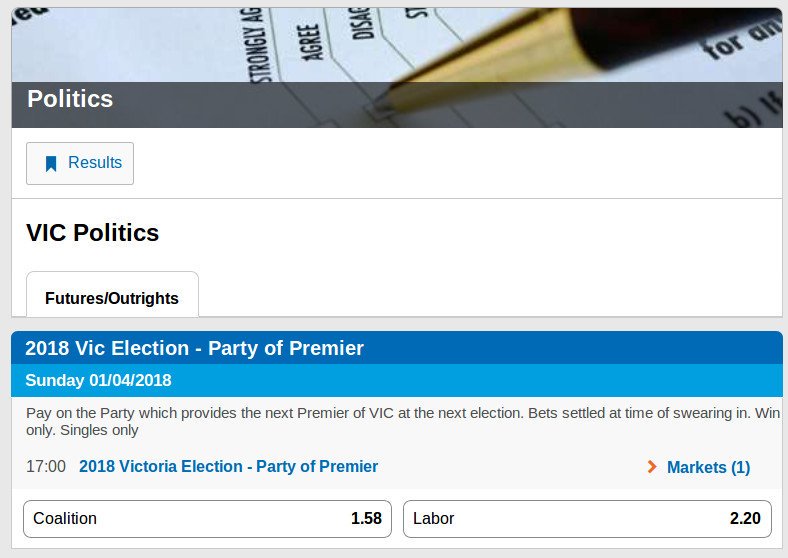 STRONGLY AG
AGREE
for an
b) If
Politics
Results
VIC Politics
Futures/Outrights
2018 Vic Election - Party of Premier
Sunday 01/04/2018
Pay on the Party which provides the next Premier of VIC at the next election. Bets settled at time of swearing in. Win
only. Singles only
17:00 2018 Victoria Election - Party of Premier Markets (1)
Coalition 1.58 Labor 2.20